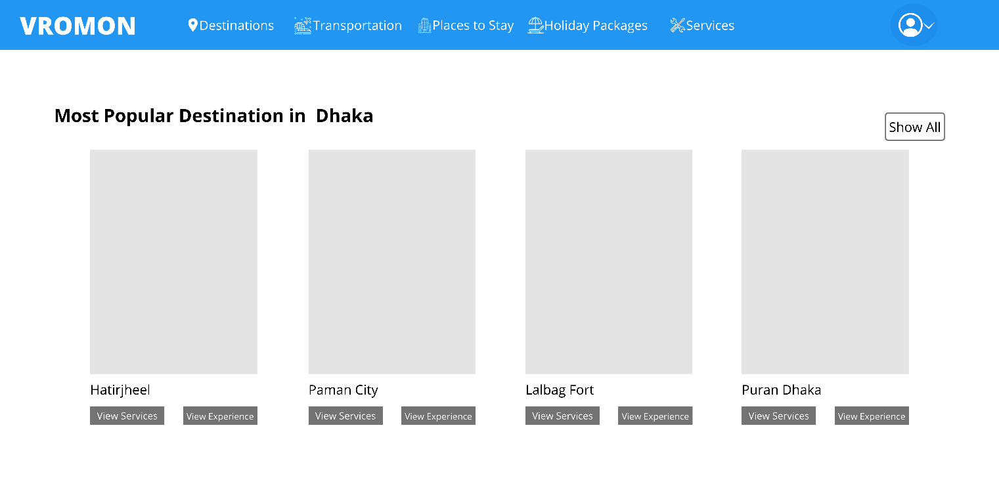 VROMON Destinations Transportation Places to Stay Holiday Packages Services
Most Popular Destination in Dhaka
Show All
Hatirjheel Paman City Lalbag Fort Puran Dhaka
View Services View Experience View Services View Experience View Services View Experience View Services View Experience